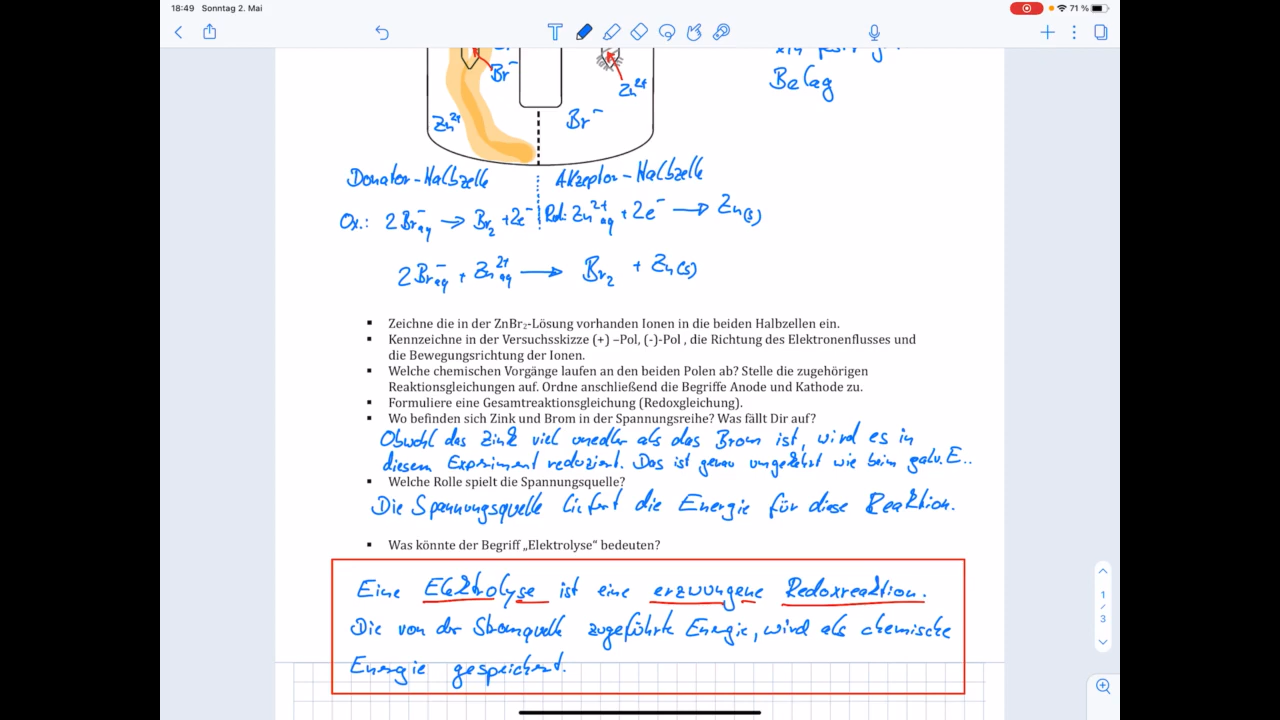 18:49 Sonntag 2. Mai
71 %
Br⁻
Zn²⁺
Belag
Zn²⁺
Br⁻
Donator-Halbzelle
Akzeptor-Halbzelle
Ox.: 2Br⁻aq → Br₂ + 2e⁻ | Red: Zn²⁺aq + 2e⁻ → Zn(s)
2Br⁻aq + Zn²⁺aq → Br₂ + Zn(s)
▪ Zeichne die in der ZnBr₂-Lösung vorhanden Ionen in die beiden Halbzellen ein.
▪ Kennzeichne in der Versuchsskizze (+) –Pol, (-)-Pol , die Richtung des Elektronenflusses und
die Bewegungsrichtung der Ionen.
▪ Welche chemischen Vorgänge laufen an den beiden Polen ab? Stelle die zugehörigen
Reaktionsgleichungen auf. Ordne anschließend die Begriffe Anode und Kathode zu.
▪ Formuliere eine Gesamtreaktionsgleichung (Redoxgleichung).
▪ Wo befinden sich Zink und Brom in der Spannungsreihe? Was fällt Dir auf?
Obwohl das Zink viel unedler als das Brom ist, wird es in
diesem Experiment reduziert. Das ist genau umgekehrt wie beim galv. E..
▪ Welche Rolle spielt die Spannungsquelle?
Die Spannungsquelle liefert die Energie für diese Reaktion.
▪ Was könnte der Begriff „Elektrolyse“ bedeuten?
Eine Elektrolyse ist eine erzwungene Redoxreaktion.
Die von der Stromquelle zugeführte Energie, wird als chemische
Energie gespeichert.
1
/
3